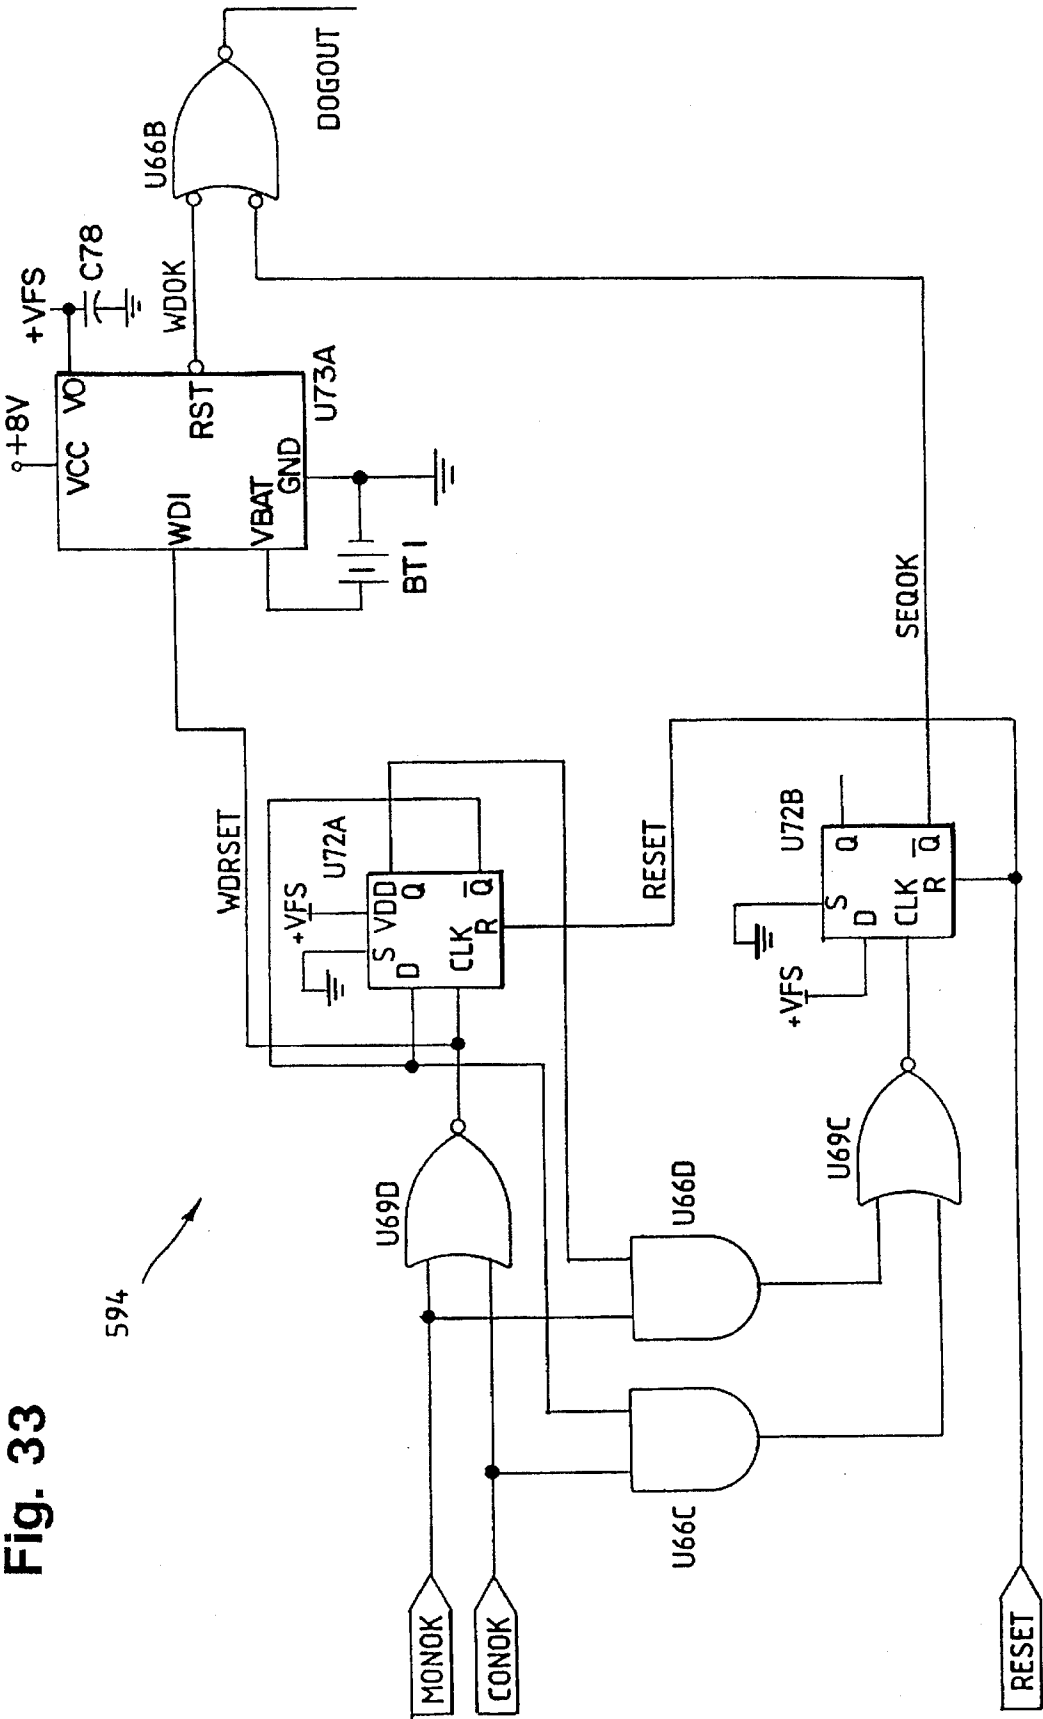 Fig. 33
594
MONOK
CONOK
RESET
U69D
U66C
U66D
U69C
WDRSET
U72A
+VFS
S
VDD
D
Q
CLK
Q
R
RESET
U72B
+VFS
S
D
Q
CLK
Q
R
SEQOK
+8V
VCC
VO
WDI
RST
VBAT
GND
U73A
BT1
+VFS
C78
WDOK
U66B
DOGOUT